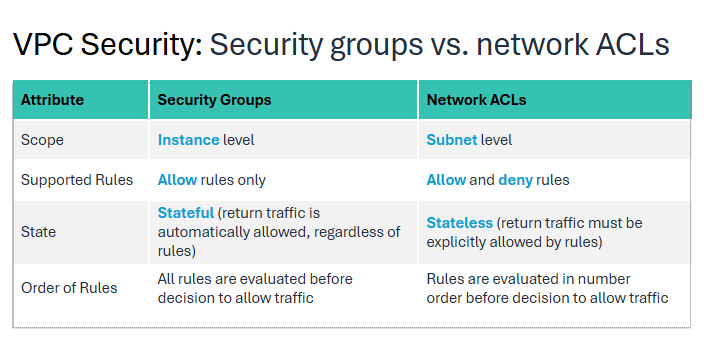 VPC Security: Security groups vs. network ACLs
Attribute Security Groups Network ACLs
Scope Instance level Subnet level
Supported Rules Allow rules only Allow and deny rules
State Stateful (return traffic is automatically allowed, regardless of rules) Stateless (return traffic must be explicitly allowed by rules)
Order of Rules All rules are evaluated before decision to allow traffic Rules are evaluated in number order before decision to allow traffic